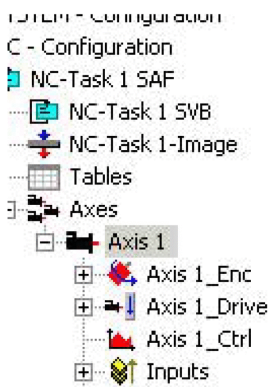 C - Configuration
NC-Task 1 SAF
NC-Task 1 SVB
NC-Task 1-Image
Tables
Axes
Axis 1
Axis 1_Enc
Axis 1_Drive
Axis 1_Ctrl
Inputs